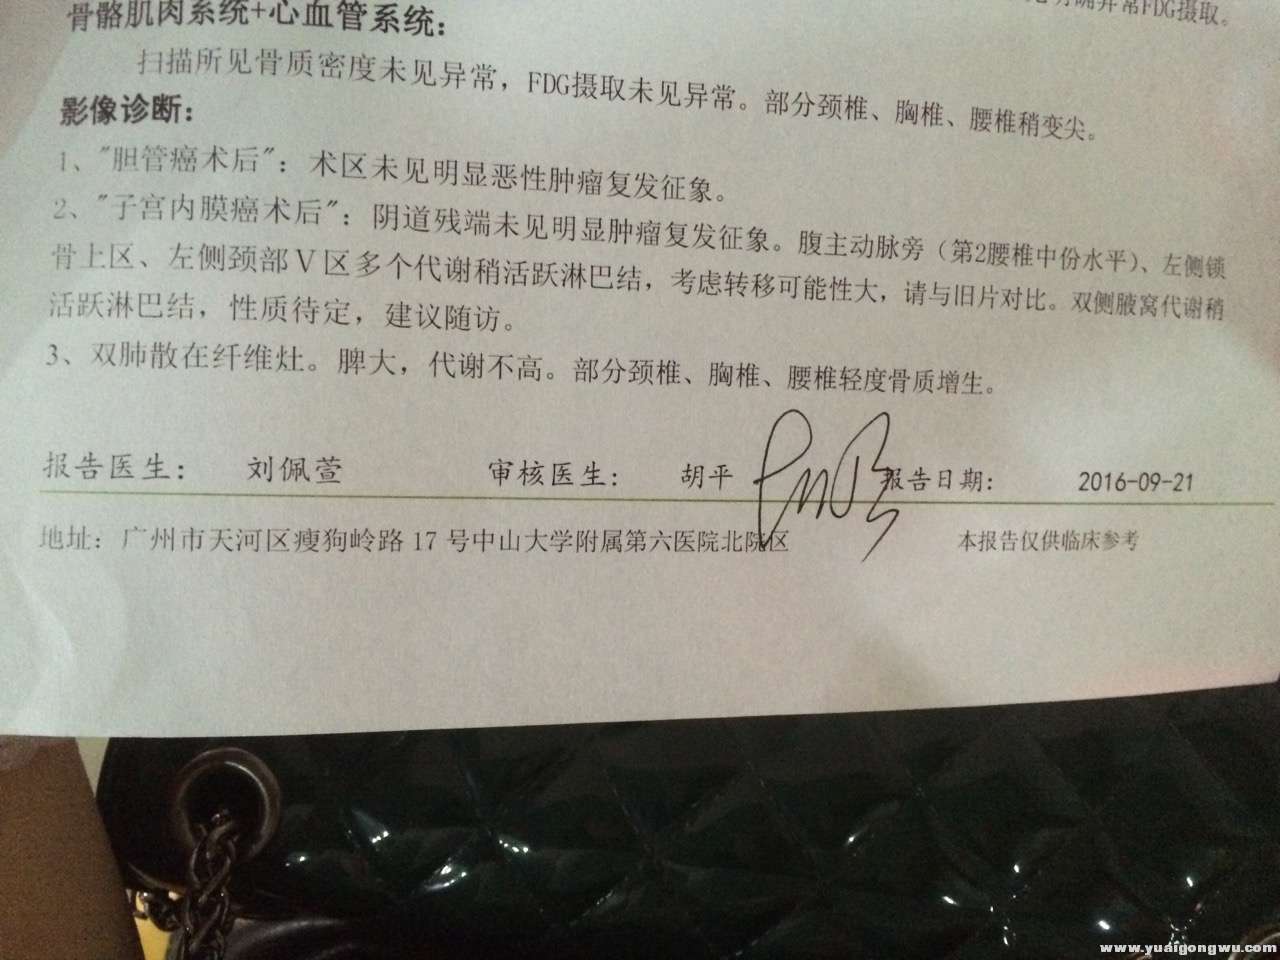 骨骼肌肉系统+心血管系统:
异常FDG摄取。
扫描所见骨质密度未见异常，FDG摄取未见异常。部分颈椎、胸椎、腰椎稍变尖。
影像诊断:
1、"胆管癌术后"：术区未见明显恶性肿瘤复发征象。
2、"子宫内膜癌术后"：阴道残端未见明显肿瘤复发征象。腹主动脉旁（第2腰椎中份水平）、左侧锁
骨上区、左侧颈部Ⅴ区多个代谢稍活跃淋巴结，考虑转移可能性大，请与旧片对比。双侧腋窝代谢稍
活跃淋巴结，性质待定，建议随访。
3、双肺散在纤维灶。脾大，代谢不高。部分颈椎、胸椎、腰椎轻度骨质增生。
报告医生: 刘佩萱 审核医生: 胡平 报告日期: 2016-09-21
地址: 广州市天河区瘦狗岭路 17 号中山大学附属第六医院北院区 本报告仅供临床参考
www.yuaigongwu.com